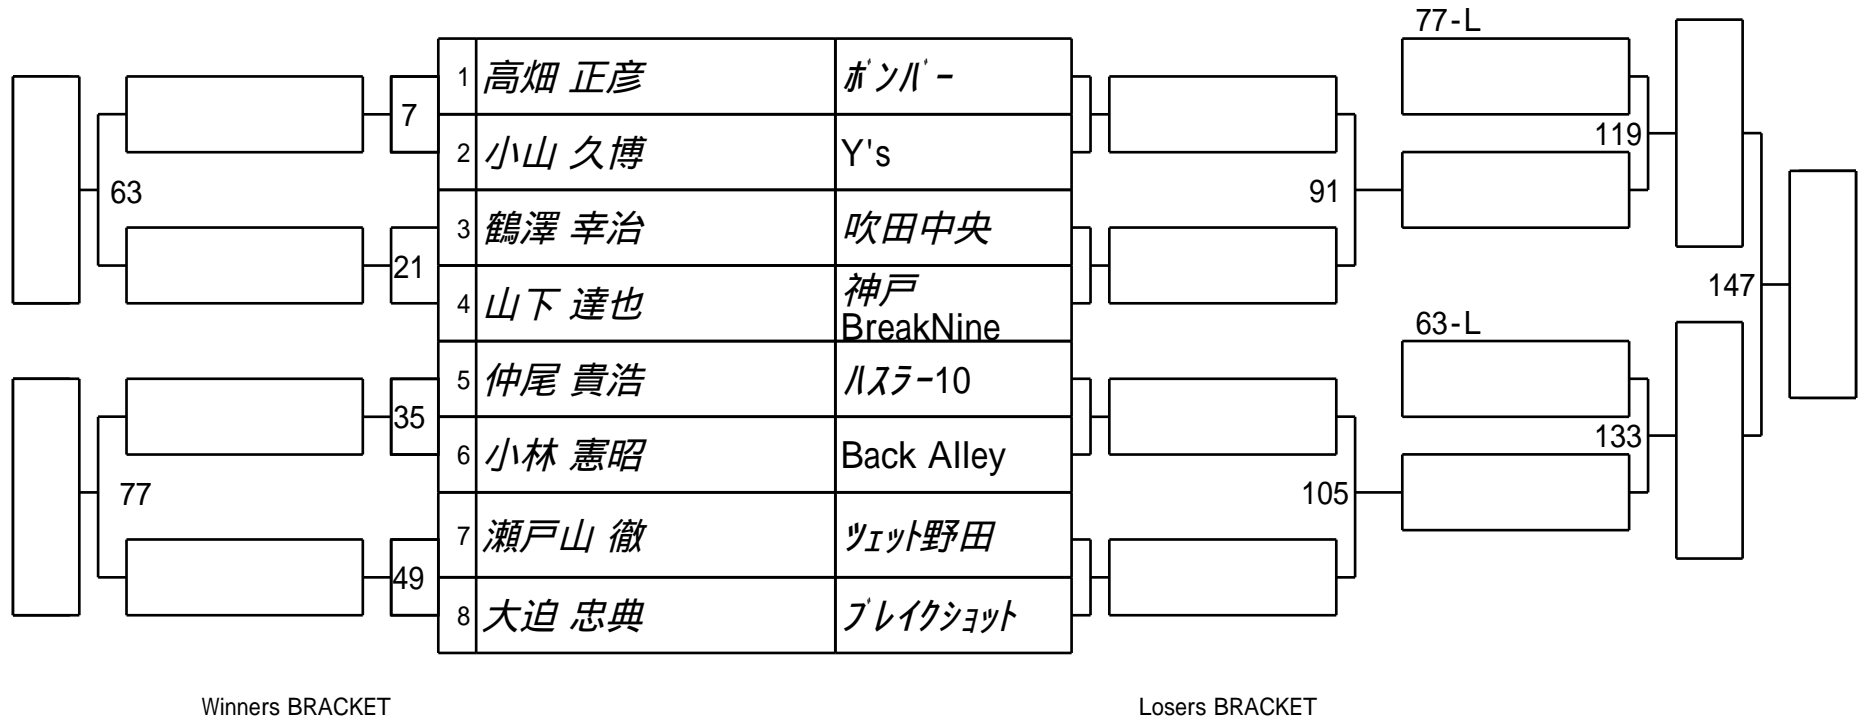 77-L
1 高畑 正彦 ﾎﾞﾝﾊﾞｰ
7
2 小山 久博 Y's
119
63
91
3 鶴澤 幸治 吹田中央
21
4 山下 達也 神戸
BreakNine
147
63-L
5 仲尾 貴浩 ﾊｽﾗｰ10
35
6 小林 憲昭 Back Alley
133
77
105
7 瀬戸山 徹 ﾂｪｯﾄ野田
49
8 大迫 忠典 ﾌﾞﾚｲｸｼｮｯﾄ
Winners BRACKET
Losers BRACKET